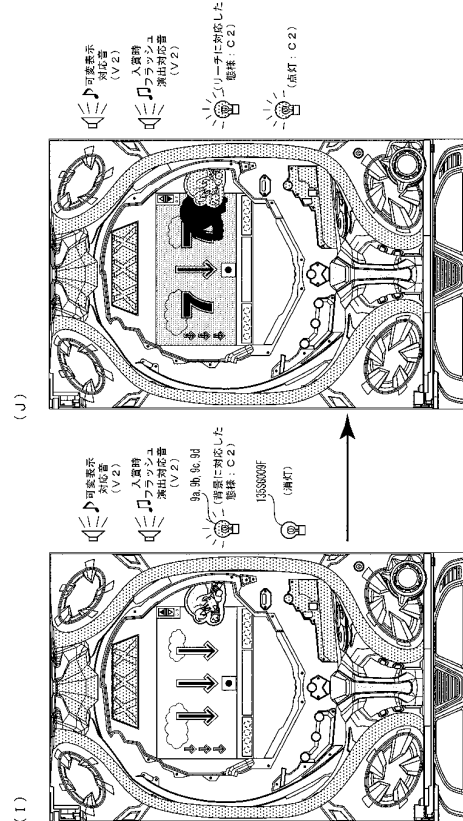 (I)
♪可変表示
対応音
(V2)
♫入賞時
フラッシュ
演出対応音
(V2)
9a, 9b, 9c, 9d
(背景に対応した
態様:C2)
135SG009F
(消灯)
(J)
♪可変表示
対応音
(V2)
♫入賞時
フラッシュ
演出対応音
(V2)
(リーチに対応した
態様:C2)
(点灯:C2)
7